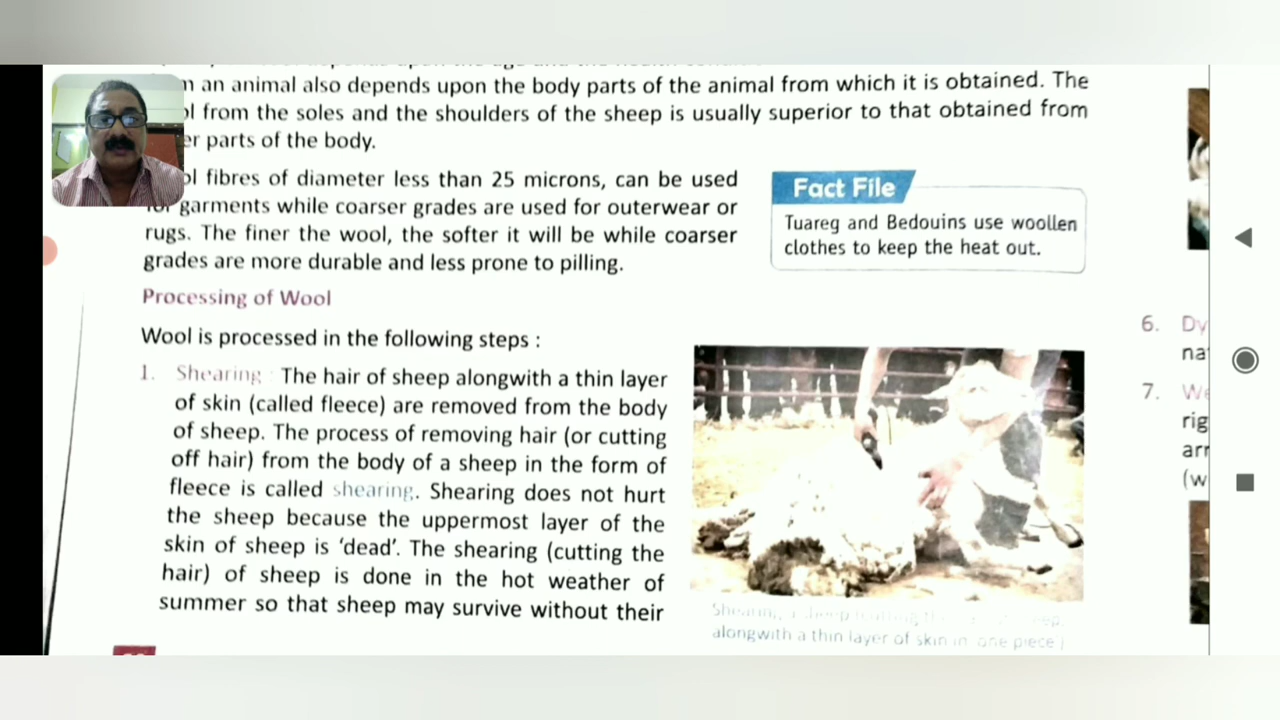 n an animal also depends upon the body parts of the animal from which it is obtained. The
from the soles and the shoulders of the sheep is usually superior to that obtained from
er parts of the body.
fibres of diameter less than 25 microns, can be used
garments while coarser grades are used for outerwear or
rugs. The finer the wool, the softer it will be while coarser
grades are more durable and less prone to pilling.
Fact File
Tuareg and Bedouins use woollen
clothes to keep the heat out.
Processing of Wool
Wool is processed in the following steps :
1. Shearing : The hair of sheep alongwith a thin layer
of skin (called fleece) are removed from the body
of sheep. The process of removing hair (or cutting
off hair) from the body of a sheep in the form of
fleece is called shearing. Shearing does not hurt
the sheep because the uppermost layer of the
skin of sheep is ‘dead’. The shearing (cutting the
hair) of sheep is done in the hot weather of
summer so that sheep may survive without their
alongwith a thin layer of skin in one piece
6. Dy
na
7. We
rig
arr
(w